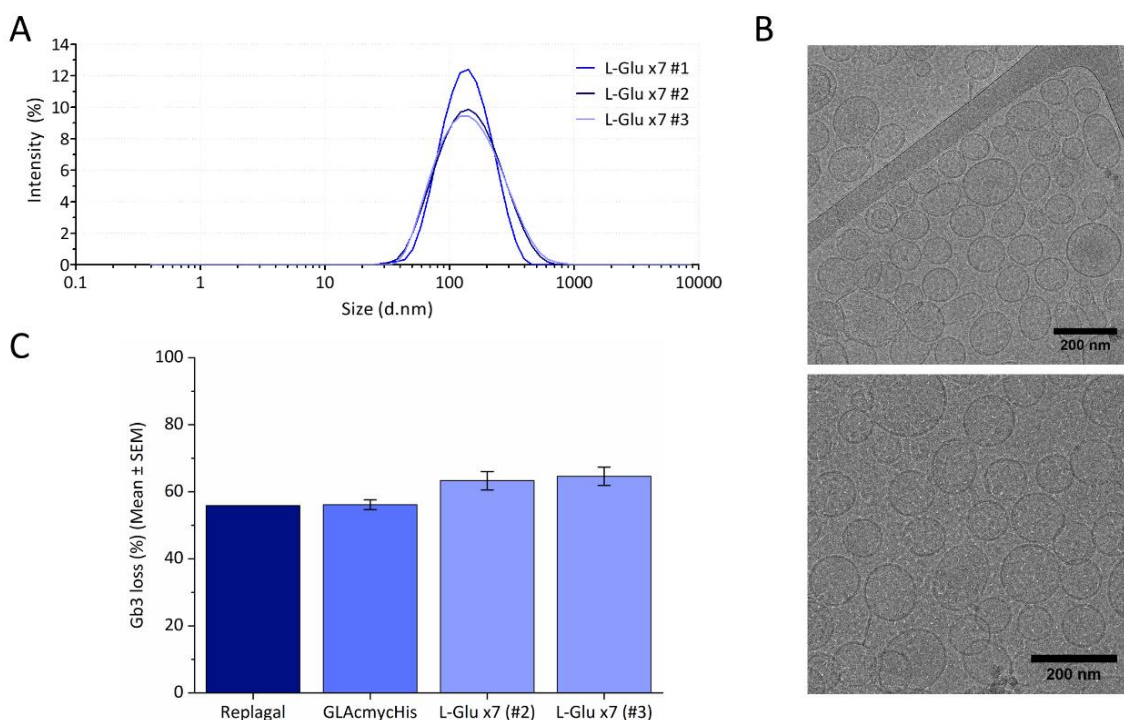 A
B
Intensity (%)
14
12
10
8
6
4
2
0
L-Glu x7 #1
L-Glu x7 #2
L-Glu x7 #3
0.1 1 10 100 1000 10000
Size (d.nm)
200 nm
C
Gb3 loss (%) (Mean ± SEM)
100
80
60
40
20
0
Replagal GLAcmycHis L-Glu x7 (#2) L-Glu x7 (#3)
200 nm